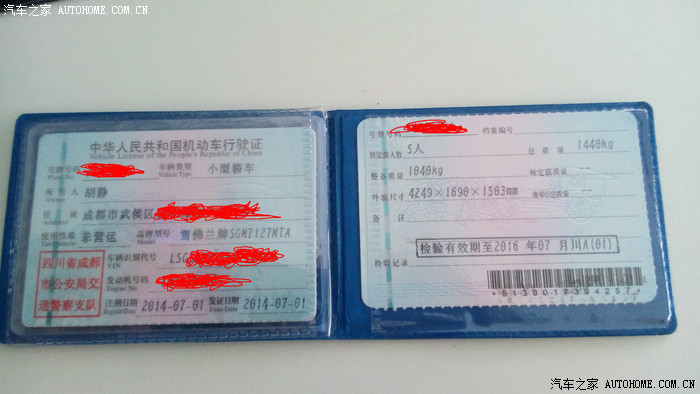 汽车之家 AUTOHOME.COM.CN
中华人民共和国机动车行驶证
Vehicle License of the People's Republic of China
号牌号码
Plate No.
车辆类型 小型轿车
Vehicle Type
所有人 胡静
Owner
住 址 成都市武侯区
使用性质 非营运
品牌型号 雪佛兰牌SGM7127MTA
Model
四川省成都
市公安局交
通警察支队
车辆识别代号 LSG
VIN
发动机号码
Engine No.
注册日期 2014-07-01 发证日期 2014-07-01
Register Date Issue Date
号牌号码 档案编号
核定载人数 5人 总 质 量 1440kg
整备质量 1040kg 核定载质量
外廓尺寸 4249×1690×1503mm 准牵引总质量
备 注
检验有效期至2016 年 07 月川A(01)
检验记录
汽车之家 AUTOHOME.COM.CN